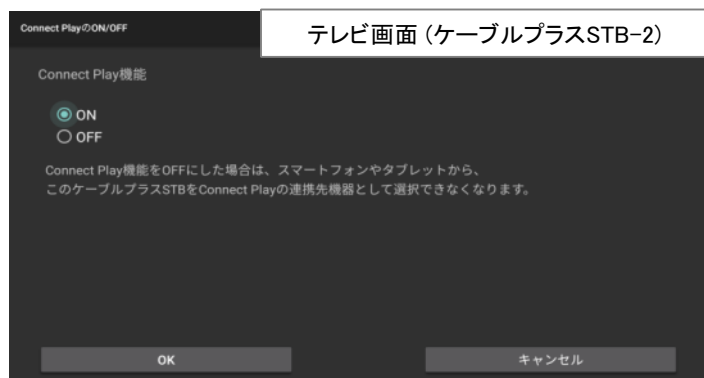 Connect PlayのON/OFF
テレビ画面（ケーブルプラスSTB-2）
Connect Play機能
ON
OFF
Connect Play機能をOFFにした場合は、スマートフォンやタブレットから、
このケーブルプラスSTBをConnect Playの連携先機器として選択できなくなります。
OK
キャンセル